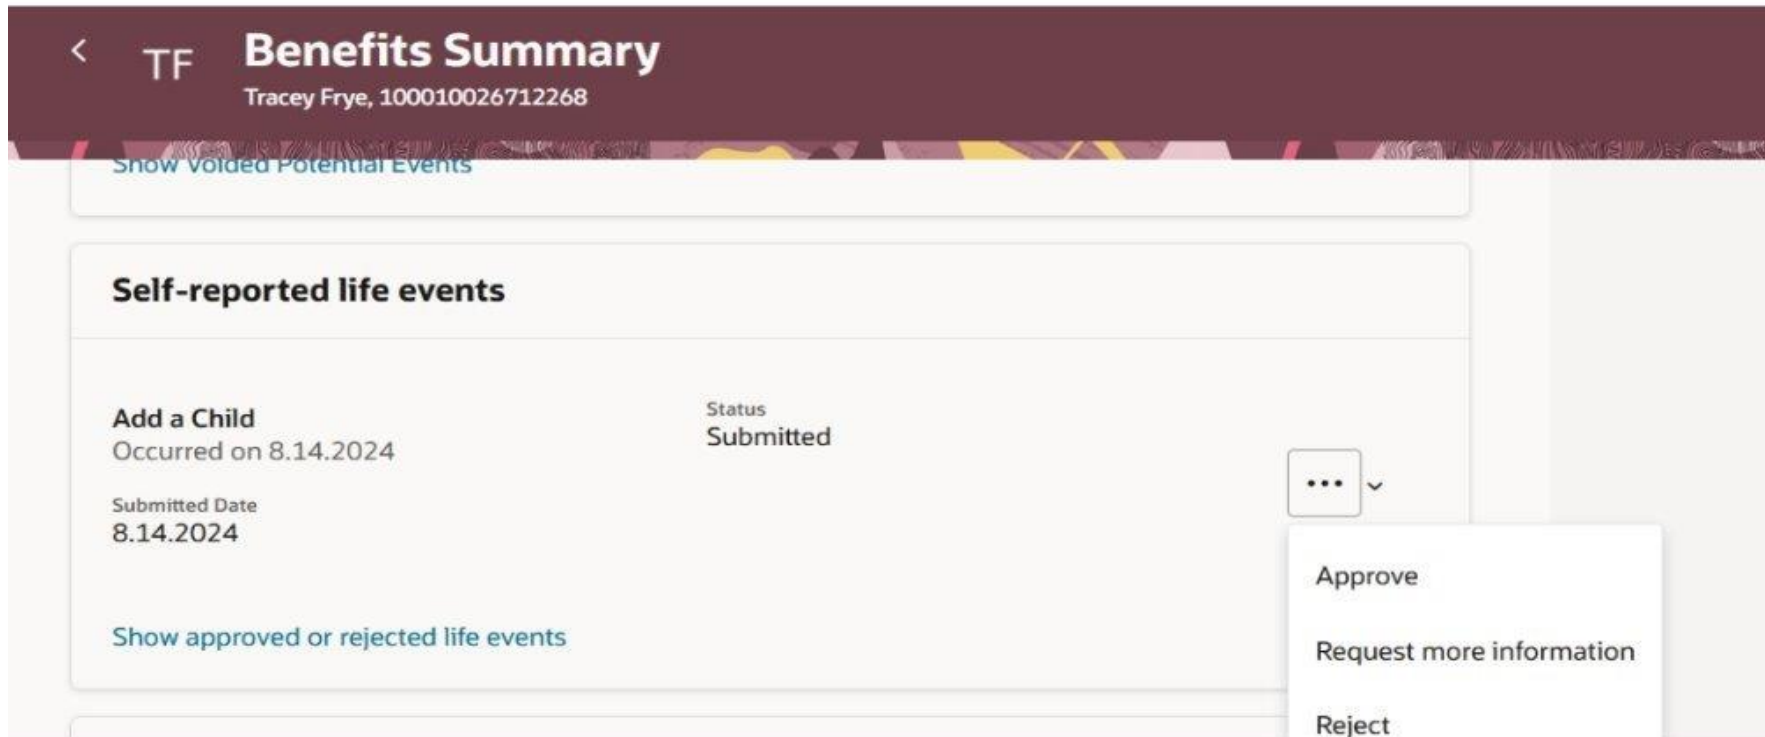 TF
Benefits Summary
Tracey Frye, 100010026712268
Show Voided Potential Events
Self-reported life events
Add a Child
Occurred on 8.14.2024
Status
Submitted
Submitted Date
8.14.2024
Show approved or rejected life events
Approve
Request more information
Reject